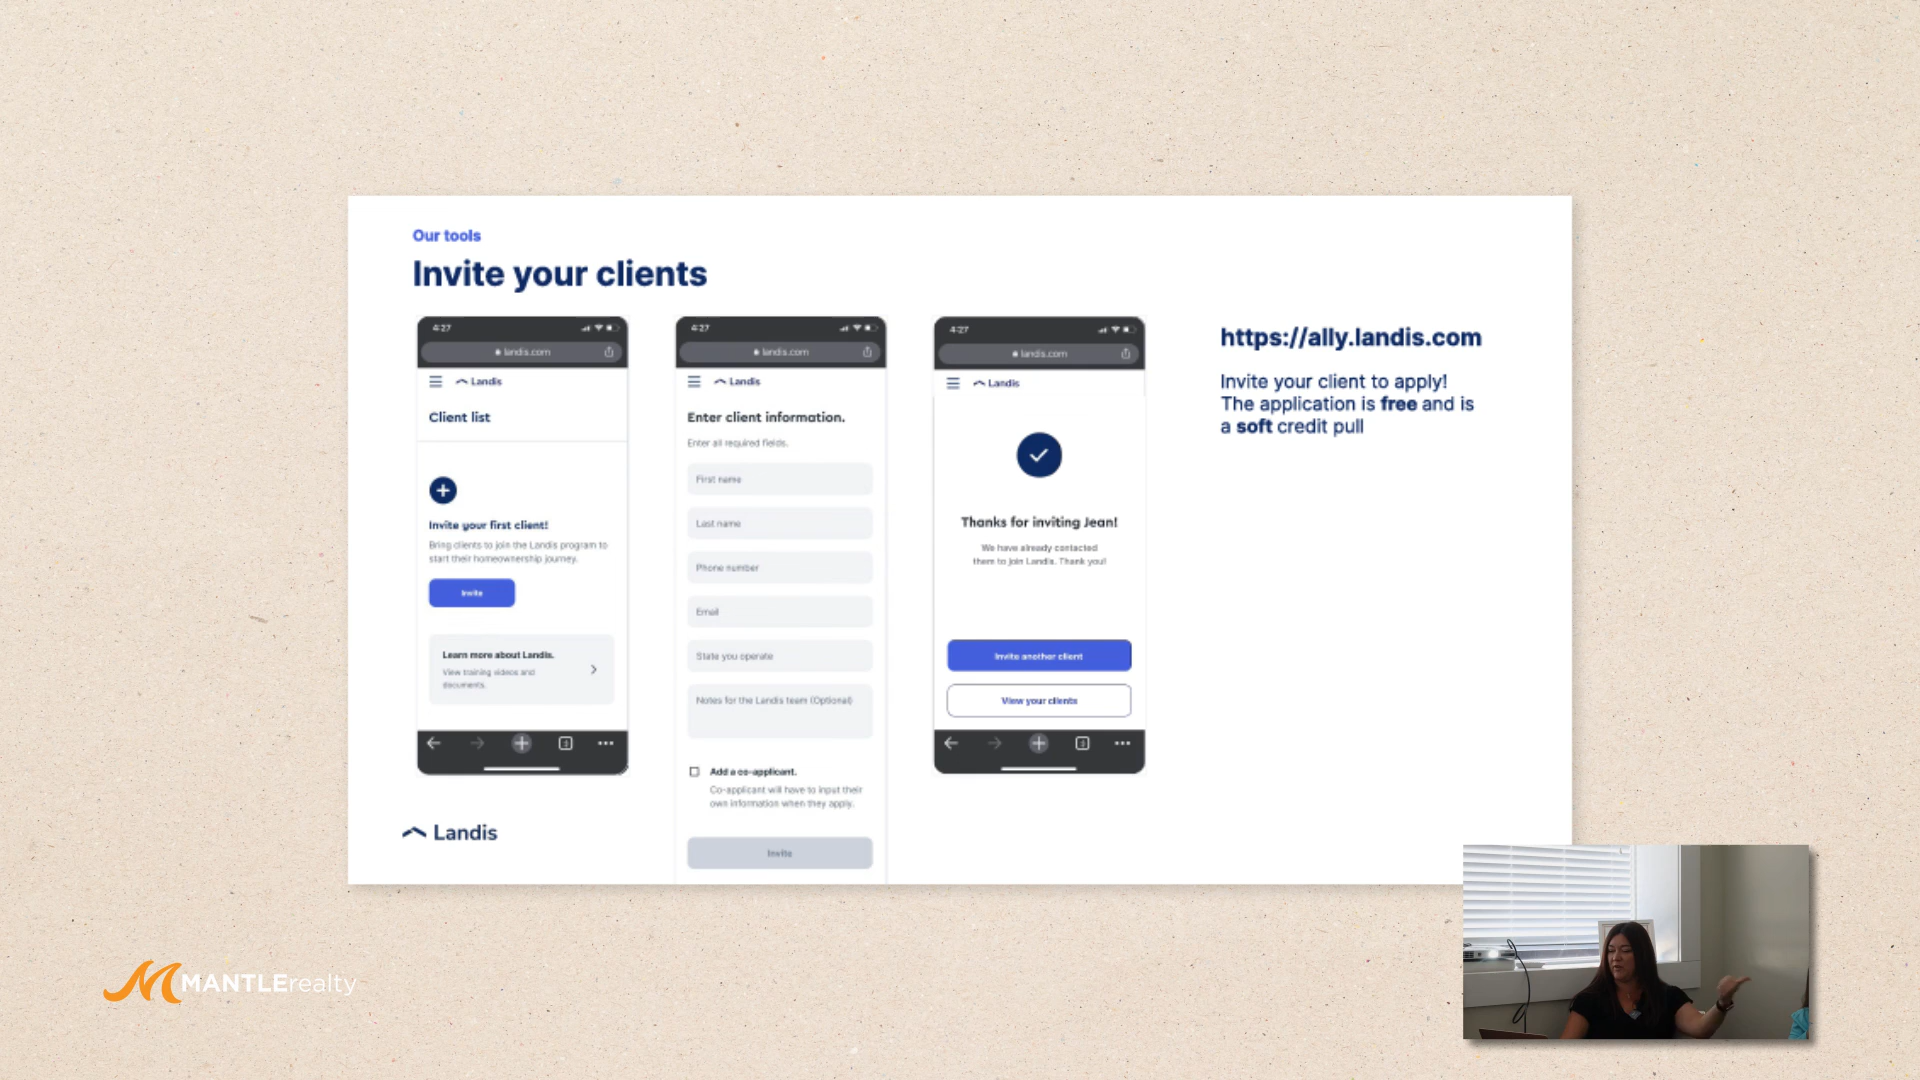 Our tools
Invite your clients
4:27
landis.com
Landis
Client list
Invite your first client!
Bring clients to join the Landis program to
start their homeownership journey.
Invite
Learn more about Landis.
View training videos and
documents.
4:27
landis.com
Landis
Enter client information.
Enter all required fields.
First name
Last name
Phone number
Email
State you operate
Notes for the Landis team (Optional)
Add a co-applicant.
Co-applicant will have to input their
own information when they apply.
Invite
4:27
landis.com
Landis
Thanks for inviting Jean!
We have already contacted
them to join Landis. Thank you!
Invite another client
View your clients
https://ally.landis.com
Invite your client to apply!
The application is free and is
a soft credit pull
Landis
MANTLErealty